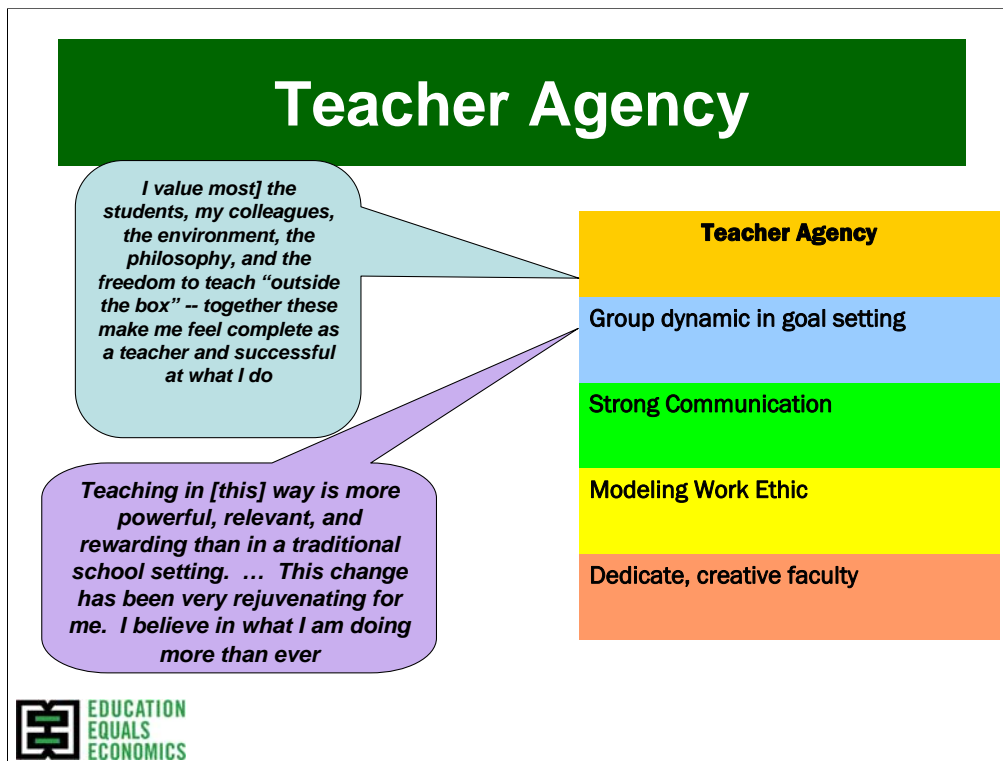 Teacher Agency
I value most] the
students, my colleagues,
the environment, the
philosophy, and the
freedom to teach “outside
the box” -- together these
make me feel complete as
a teacher and successful
at what I do
Teacher Agency
Group dynamic in goal setting
Strong Communication
Modeling Work Ethic
Dedicate, creative faculty
Teaching in [this] way is more
powerful, relevant, and
rewarding than in a traditional
school setting.  …  This change
has been very rejuvenating for
me.  I believe in what I am doing
more than ever
EDUCATION
EQUALS
ECONOMICS